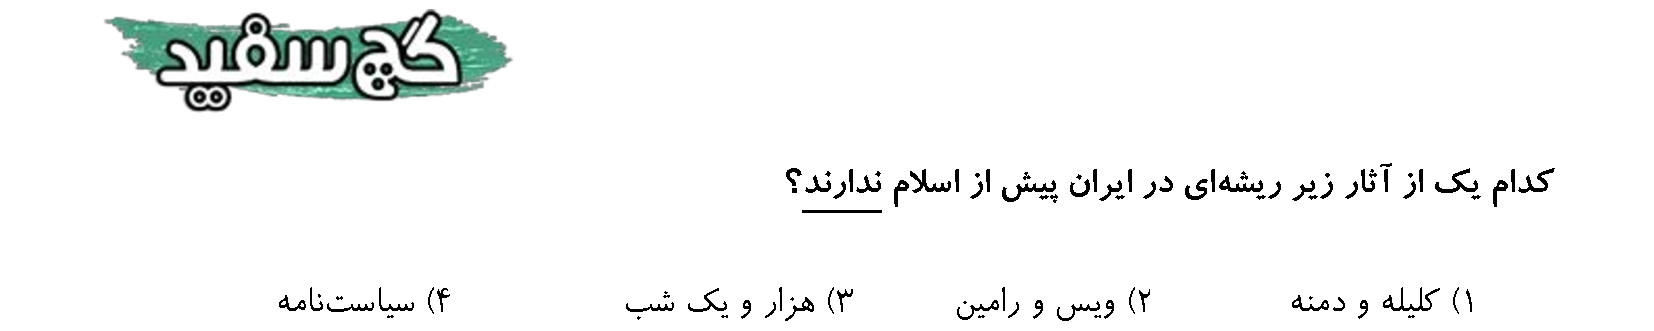 گچ سفید
کدام یک از آثار زیر ریشه‌ای در ایران پیش از اسلام ندارند؟
۱) کلیله و دمنه ۲) ویس و رامین ۳) هزار و یک شب ۴) سیاست‌نامه